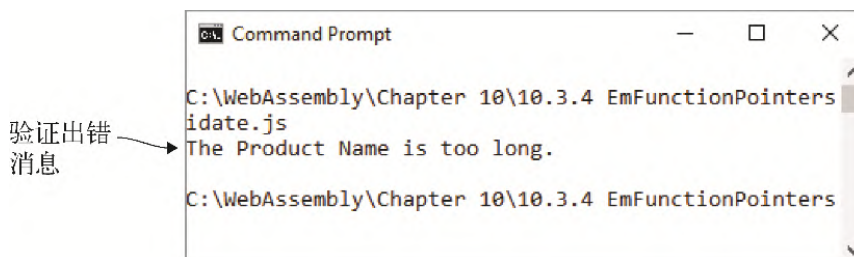 Command Prompt
C:\WebAssembly\Chapter 10\10.3.4 EmFunctionPointers
idate.js
验证出错
消息
The Product Name is too long.
C:\WebAssembly\Chapter 10\10.3.4 EmFunctionPointers